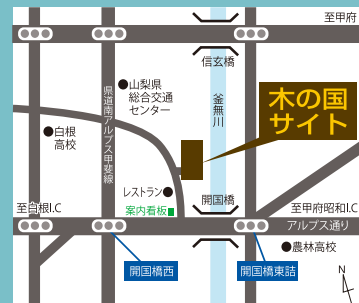 至甲府
信玄橋
山梨県
総合交通
センター
県道南アルプス甲斐線
釜無川
木の国
サイト
白根
高校
レストラン
案内看板
開国橋
至白根I.C
至甲府昭和I.C
アルプス通り
農林高校
開国橋西
開国橋東詰
N